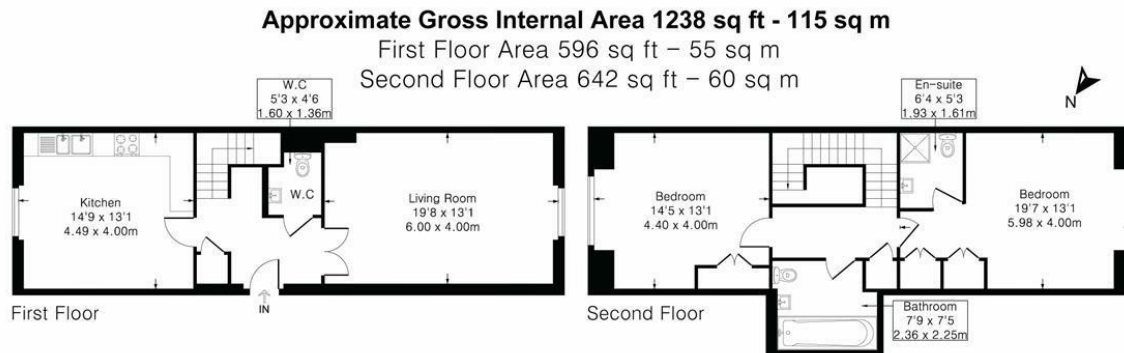 Approximate Gross Internal Area 1238 sq ft - 115 sq m
First Floor Area 596 sq ft – 55 sq m
Second Floor Area 642 sq ft – 60 sq m
W.C
5'3 x 4'6
1.60 x 1.36m
En-suite
6'4 x 5'3
1.93 x 1.61m
N
Kitchen
14'9 x 13'1
4.49 x 4.00m
W.C
Living Room
19'8 x 13'1
6.00 x 4.00m
IN
First Floor
Bedroom
14'5 x 13'1
4.40 x 4.00m
Bedroom
19'7 x 13'1
5.98 x 4.00m
Bathroom
7'9 x 7'5
2.36 x 2.25m
Second Floor